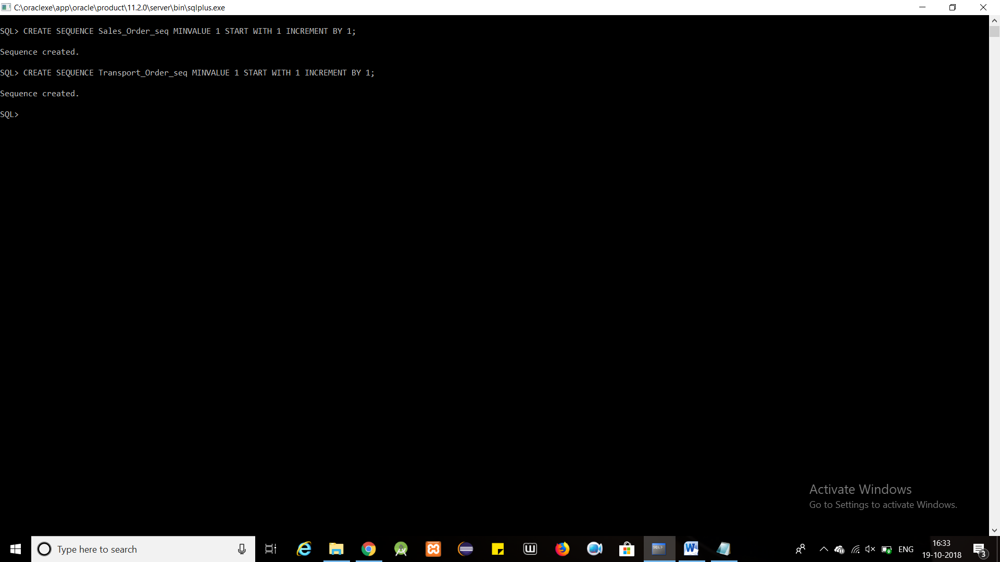 C:\oraclexe\app\oracle\product\11.2.0\server\bin\sqlplus.exe
SQL> CREATE SEQUENCE Sales_Order_seq MINVALUE 1 START WITH 1 INCREMENT BY 1;
Sequence created.
SQL> CREATE SEQUENCE Transport_Order_seq MINVALUE 1 START WITH 1 INCREMENT BY 1;
Sequence created.
SQL>
Activate Windows
Go to Settings to activate Windows.
Type here to search
SQL>
W
ENG
16:33
19-10-2018
3